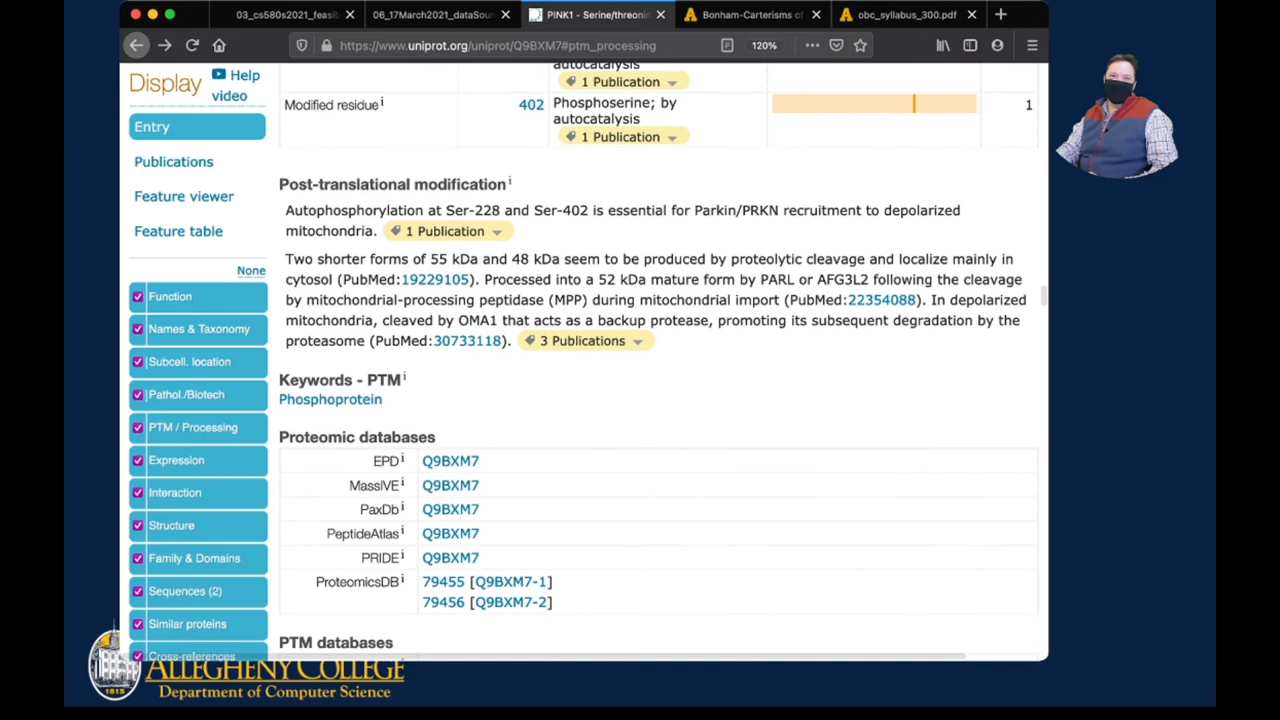 03_cs580s2021_feasib
06_17March2021_dataSour
PINK1 - Serine/threonin
Bonham-Carterisms of
obc_syllabus_300.pdf
https://www.uniprot.org/uniprot/Q9BXM7#ptm_processing
120%
Display
Help video
Entry
Publications
Feature viewer
Feature table
None
Function
Names & Taxonomy
Subcell. location
Pathol./Biotech
PTM / Processing
Expression
Interaction
Structure
Family & Domains
Sequences (2)
Similar proteins
Cross-references
autocatalysis
1 Publication
Modified residue i 402 Phosphoserine; by 1
autocatalysis
1 Publication
Post-translational modification i
Autophosphorylation at Ser-228 and Ser-402 is essential for Parkin/PRKN recruitment to depolarized
mitochondria. 1 Publication
Two shorter forms of 55 kDa and 48 kDa seem to be produced by proteolytic cleavage and localize mainly in
cytosol (PubMed:19229105). Processed into a 52 kDa mature form by PARL or AFG3L2 following the cleavage
by mitochondrial-processing peptidase (MPP) during mitochondrial import (PubMed:22354088). In depolarized
mitochondria, cleaved by OMA1 that acts as a backup protease, promoting its subsequent degradation by the
proteasome (PubMed:30733118). 3 Publications
Keywords - PTM i
Phosphoprotein
Proteomic databases
EPD i Q9BXM7
MassIVE i Q9BXM7
PaxDb i Q9BXM7
PeptideAtlas i Q9BXM7
PRIDE i Q9BXM7
ProteomicsDB i 79455 [Q9BXM7-1]
79456 [Q9BXM7-2]
PTM databases
ALLEGHENY COLLEGE
Department of Computer Science
1815